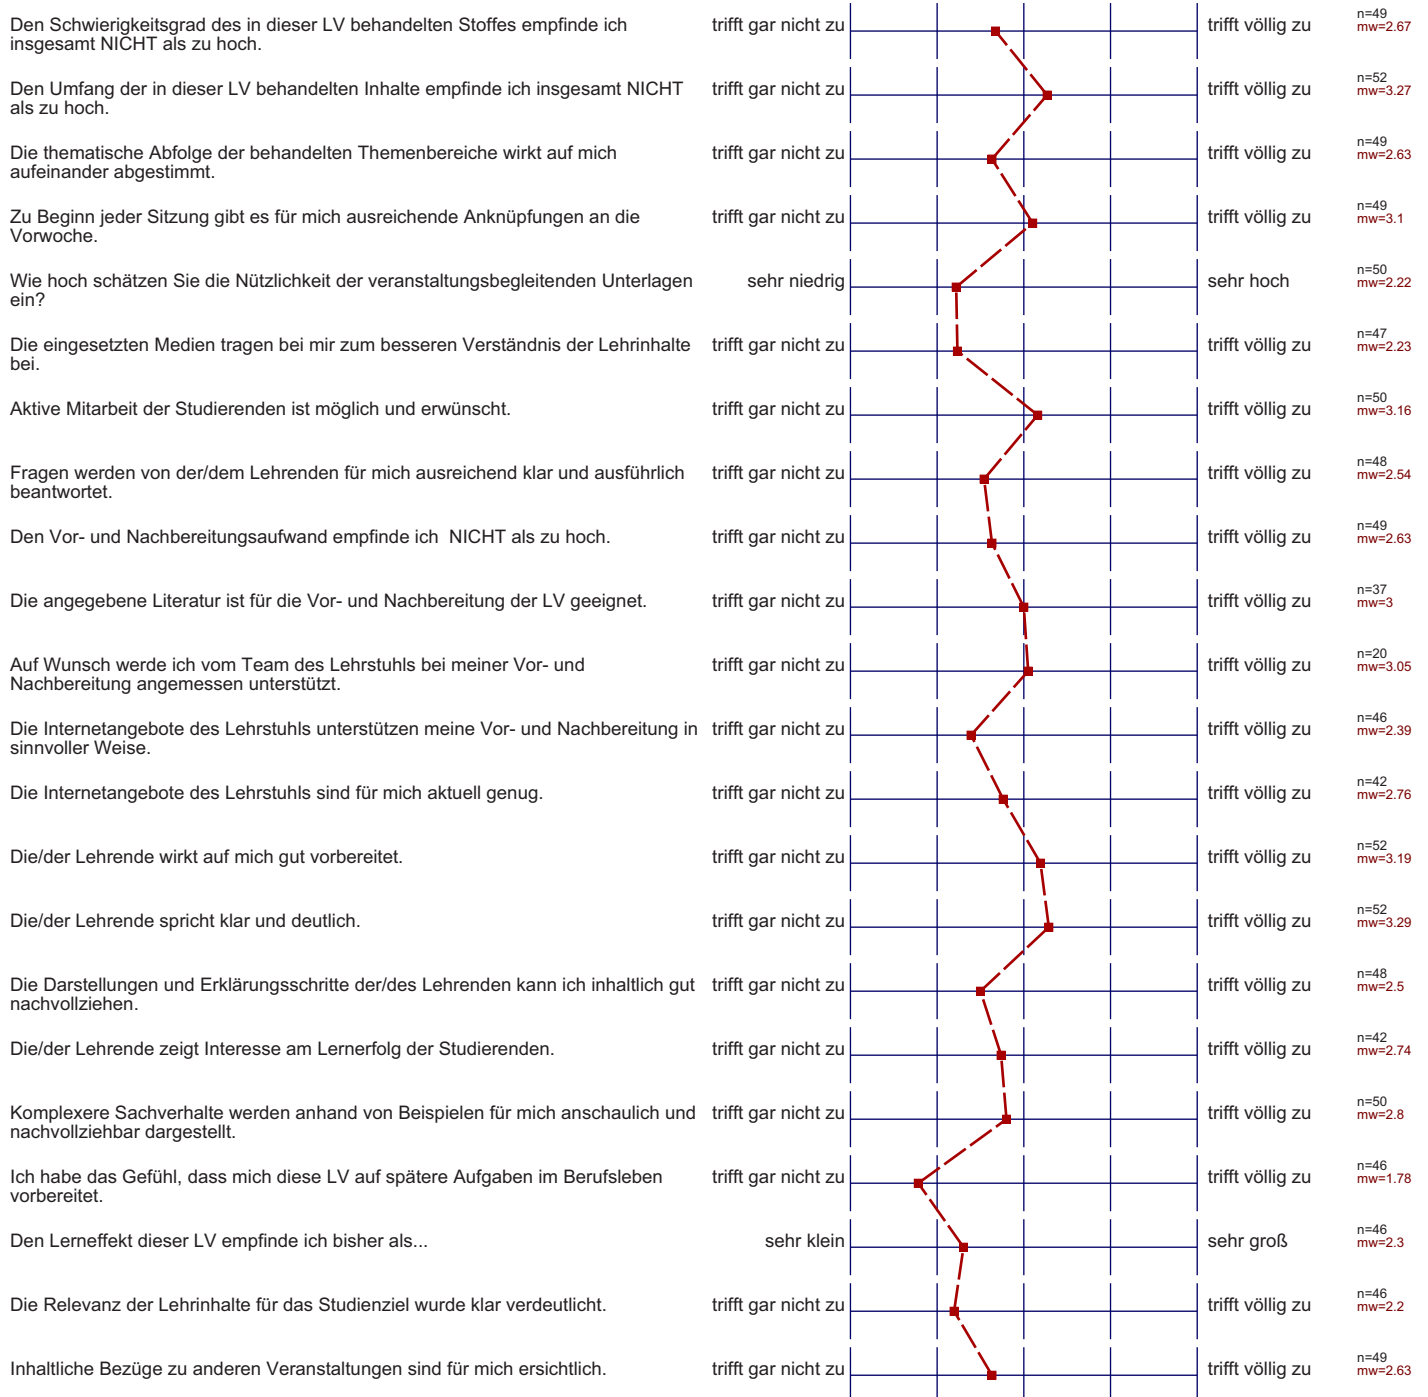 Den Schwierigkeitsgrad des in dieser LV behandelten Stoffes empfinde ich
insgesamt NICHT als zu hoch.
trifft gar nicht zu
trifft völlig zu
n=49
mw=2.67
Den Umfang der in dieser LV behandelten Inhalte empfinde ich insgesamt NICHT
als zu hoch.
trifft gar nicht zu
trifft völlig zu
n=52
mw=3.27
Die thematische Abfolge der behandelten Themenbereiche wirkt auf mich
aufeinander abgestimmt.
trifft gar nicht zu
trifft völlig zu
n=49
mw=2.63
Zu Beginn jeder Sitzung gibt es für mich ausreichende Anknüpfungen an die
Vorwoche.
trifft gar nicht zu
trifft völlig zu
n=49
mw=3.1
Wie hoch schätzen Sie die Nützlichkeit der veranstaltungsbegleitenden Unterlagen
ein?
sehr niedrig
sehr hoch
n=50
mw=2.22
Die eingesetzten Medien tragen bei mir zum besseren Verständnis der Lehrinhalte
bei.
trifft gar nicht zu
trifft völlig zu
n=47
mw=2.23
Aktive Mitarbeit der Studierenden ist möglich und erwünscht.
trifft gar nicht zu
trifft völlig zu
n=50
mw=3.16
Fragen werden von der/dem Lehrenden für mich ausreichend klar und ausführlich
beantwortet.
trifft gar nicht zu
trifft völlig zu
n=48
mw=2.54
Den Vor- und Nachbereitungsaufwand empfinde ich  NICHT als zu hoch.
trifft gar nicht zu
trifft völlig zu
n=49
mw=2.63
Die angegebene Literatur ist für die Vor- und Nachbereitung der LV geeignet.
trifft gar nicht zu
trifft völlig zu
n=37
mw=3
Auf Wunsch werde ich vom Team des Lehrstuhls bei meiner Vor- und
Nachbereitung angemessen unterstützt.
trifft gar nicht zu
trifft völlig zu
n=20
mw=3.05
Die Internetangebote des Lehrstuhls unterstützen meine Vor- und Nachbereitung in
sinnvoller Weise.
trifft gar nicht zu
trifft völlig zu
n=46
mw=2.39
Die Internetangebote des Lehrstuhls sind für mich aktuell genug.
trifft gar nicht zu
trifft völlig zu
n=42
mw=2.76
Die/der Lehrende wirkt auf mich gut vorbereitet.
trifft gar nicht zu
trifft völlig zu
n=52
mw=3.19
Die/der Lehrende spricht klar und deutlich.
trifft gar nicht zu
trifft völlig zu
n=52
mw=3.29
Die Darstellungen und Erklärungsschritte der/des Lehrenden kann ich inhaltlich gut
nachvollziehen.
trifft gar nicht zu
trifft völlig zu
n=48
mw=2.5
Die/der Lehrende zeigt Interesse am Lernerfolg der Studierenden.
trifft gar nicht zu
trifft völlig zu
n=42
mw=2.74
Komplexere Sachverhalte werden anhand von Beispielen für mich anschaulich und
nachvollziehbar dargestellt.
trifft gar nicht zu
trifft völlig zu
n=50
mw=2.8
Ich habe das Gefühl, dass mich diese LV auf spätere Aufgaben im Berufsleben
vorbereitet.
trifft gar nicht zu
trifft völlig zu
n=46
mw=1.78
Den Lerneffekt dieser LV empfinde ich bisher als...
sehr klein
sehr groß
n=46
mw=2.3
Die Relevanz der Lehrinhalte für das Studienziel wurde klar verdeutlicht.
trifft gar nicht zu
trifft völlig zu
n=46
mw=2.2
Inhaltliche Bezüge zu anderen Veranstaltungen sind für mich ersichtlich.
trifft gar nicht zu
trifft völlig zu
n=49
mw=2.63